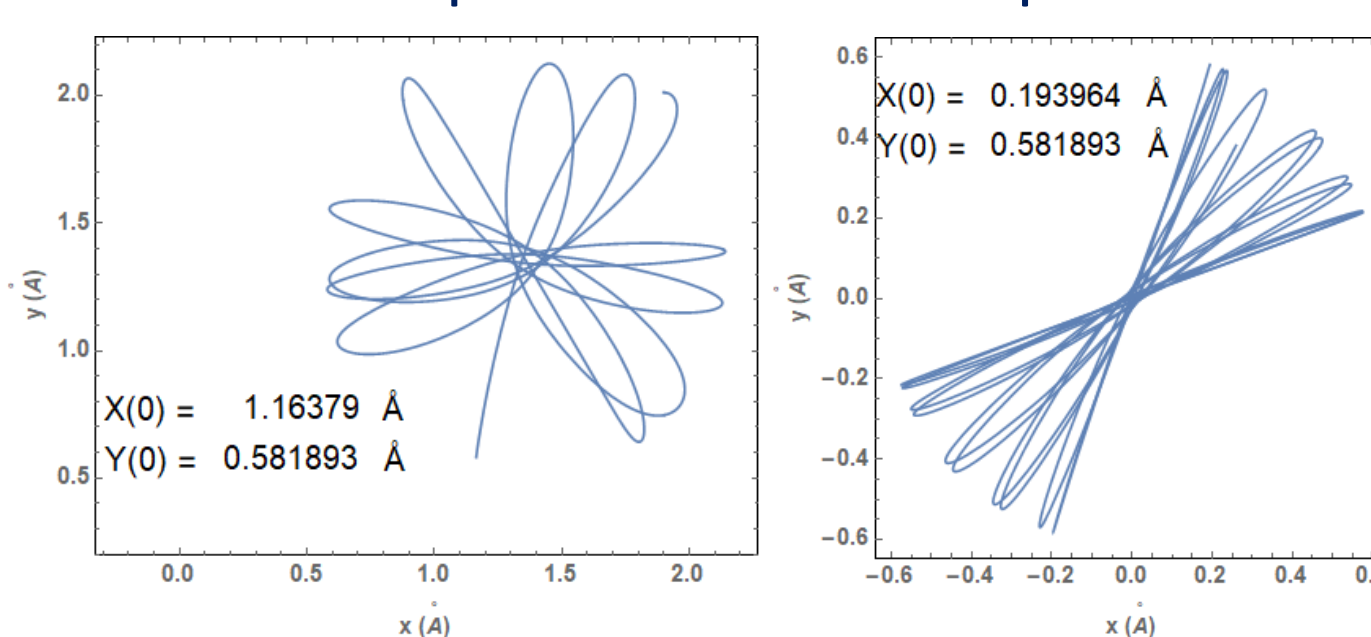 2.0
1.5
1.0
0.5
0.0 0.5 1.0 1.5 2.0
y (Å)
x (Å)
X(0) = 1.16379 Å
Y(0) = 0.581893 Å
0.6
0.4
0.2
0.0
−0.2
−0.4
−0.6
−0.6 −0.4 −0.2 0.0 0.2 0.4
y (Å)
x (Å)
X(0) = 0.193964 Å
Y(0) = 0.581893 Å